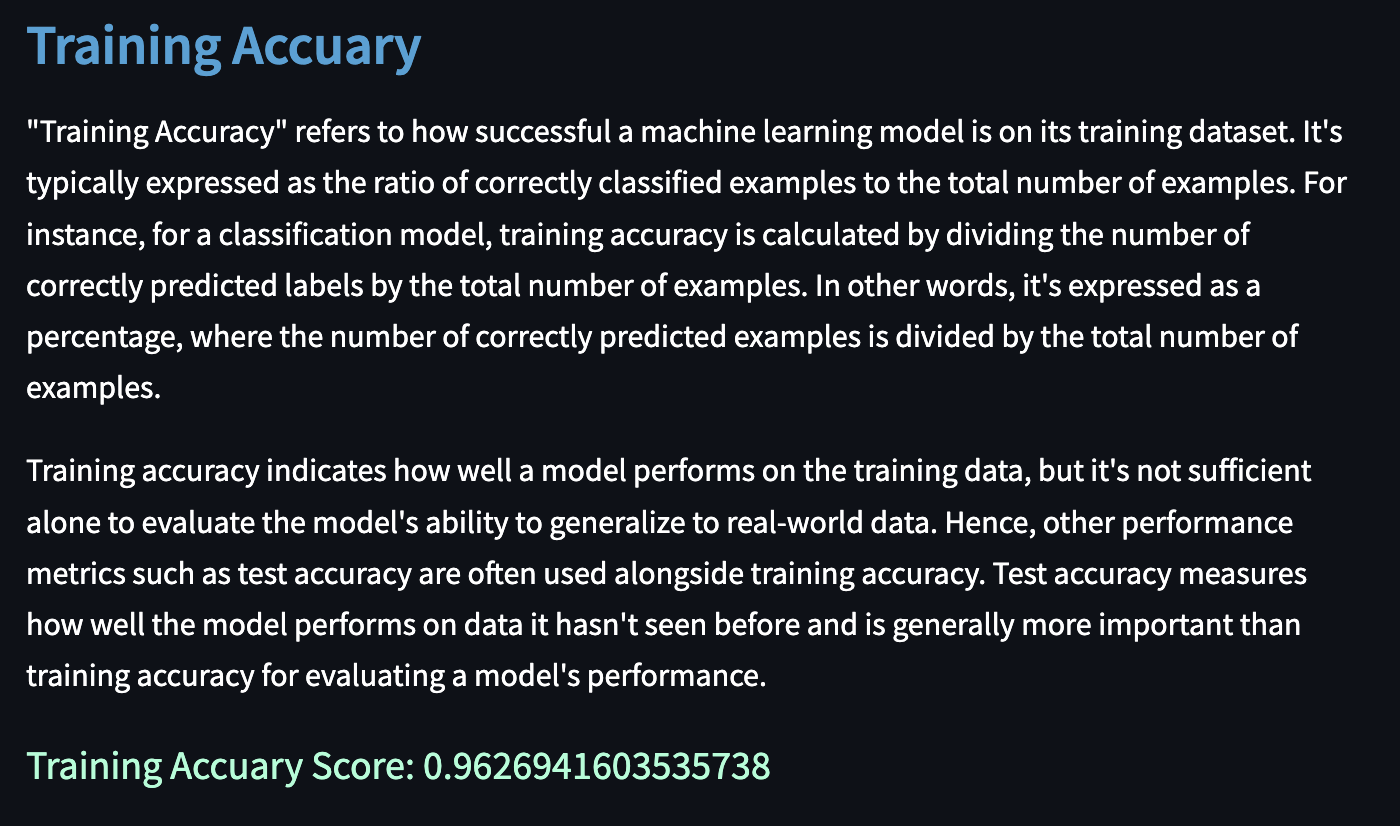 Training Accuary
"Training Accuracy" refers to how successful a machine learning model is on its training dataset. It's
typically expressed as the ratio of correctly classified examples to the total number of examples. For
instance, for a classification model, training accuracy is calculated by dividing the number of
correctly predicted labels by the total number of examples. In other words, it's expressed as a
percentage, where the number of correctly predicted examples is divided by the total number of
examples.
Training accuracy indicates how well a model performs on the training data, but it's not sufficient
alone to evaluate the model's ability to generalize to real-world data. Hence, other performance
metrics such as test accuracy are often used alongside training accuracy. Test accuracy measures
how well the model performs on data it hasn't seen before and is generally more important than
training accuracy for evaluating a model's performance.
Training Accuary Score: 0.9626941603535738